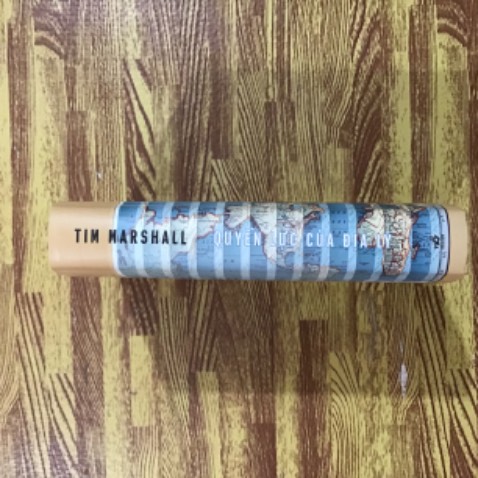 TIM MARSHALL QUYỀN LỰC CỦA ĐỊA LÝ